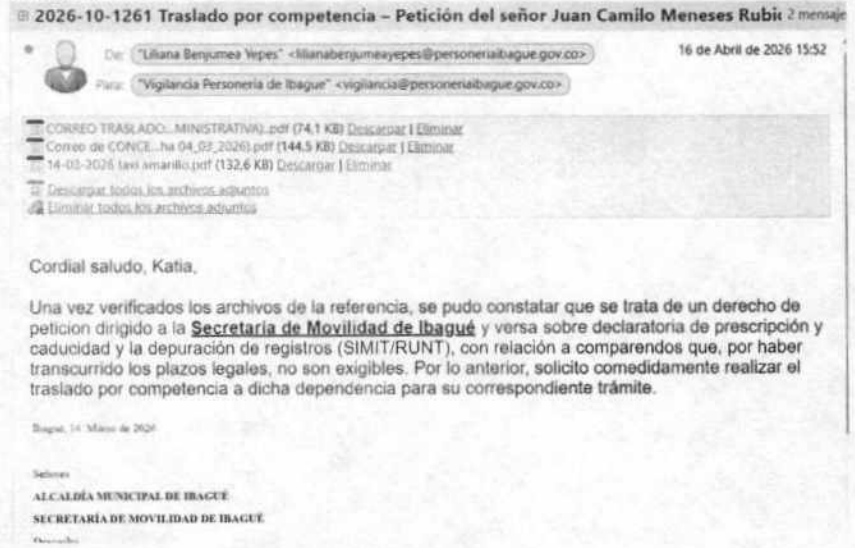 2026-10-1261 Traslado por competencia – Petición del señor Juan Camilo Meneses Rubio 2 mensaje
De: "Liliana Benjumea Yepes" <lilianabenjumeayepes@personeriaibague.gov.co> 16 de Abril de 2026 15:52
Para: "Vigilancia Personeria de Ibague" <vigilancia@personeriaibague.gov.co>
CORREO TRASLADO...MINISTRATIVA).pdf (74,1 KB) Descargar | Eliminar
Correo de CONCE...ha 04_03_2026).pdf (144,5 KB) Descargar | Eliminar
14-03-2026 taxi amarillo.pdf (132,6 KB) Descargar | Eliminar
Descargar todos los archivos adjuntos
Eliminar todos los archivos adjuntos
Cordial saludo, Katia,
Una vez verificados los archivos de la referencia, se pudo constatar que se trata de un derecho de
peticion dirigido a la Secretaria de Movilidad de Ibagué y versa sobre declaratoria de prescripción y
caducidad y la depuración de registros (SIMIT/RUNT), con relación a comparendos que, por haber
transcurrido los plazos legales, no son exigibles. Por lo anterior, solicito comedidamente realizar el
traslado por competencia a dicha dependencia para su correspondiente trámite.
Ibagué, 14 Marzo de 2026
Señores
ALCALDÍA MUNICIPAL DE IBAGUÉ
SECRETARÍA DE MOVILIDAD DE IBAGUÉ